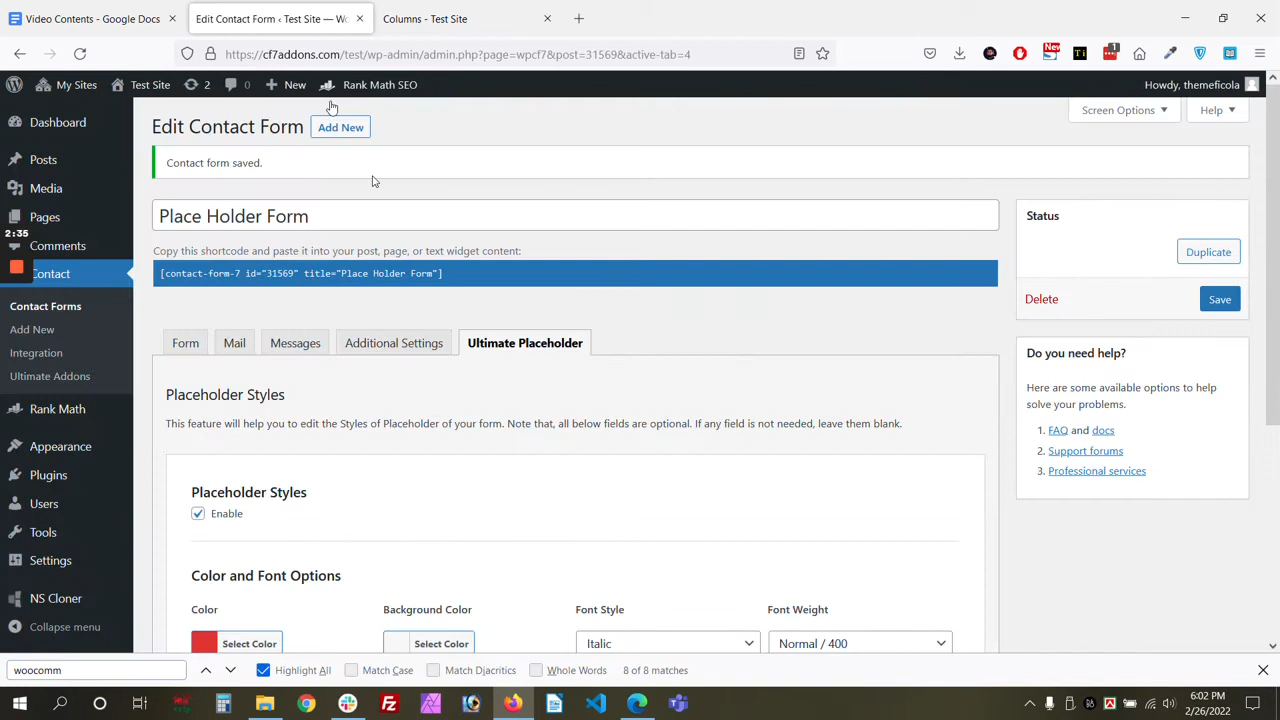 Video Contents - Google Docs
Edit Contact Form ‹ Test Site — Wo
Columns - Test Site
https://cf7addons.com/test/wp-admin/admin.php?page=wpcf7&post=31569&active-tab=4
New
1
My Sites
Test Site
2
0
New
Rank Math SEO
Howdy, themeficola
Dashboard
Posts
Media
Pages
2:35
Comments
Contact
Contact Forms
Add New
Integration
Ultimate Addons
Rank Math
Appearance
Plugins
Users
Tools
Settings
NS Cloner
Collapse menu
Edit Contact Form
Add New
Screen Options
Help
Contact form saved.
Place Holder Form
Copy this shortcode and paste it into your post, page, or text widget content:
[contact-form-7 id="31569" title="Place Holder Form"]
Form
Mail
Messages
Additional Settings
Ultimate Placeholder
Placeholder Styles
This feature will help you to edit the Styles of Placeholder of your form. Note that, all below fields are optional. If any field is not needed, leave them blank.
Placeholder Styles
Enable
Color and Font Options
Color
Background Color
Font Style
Font Weight
Select Color
Select Color
Italic
Normal / 400
Status
Duplicate
Delete
Save
Do you need help?
Here are some available options to help
solve your problems.
1. FAQ and docs
2. Support forums
3. Professional services
woocomm
Highlight All
Match Case
Match Diacritics
Whole Words
8 of 8 matches
6:02 PM
2/26/2022